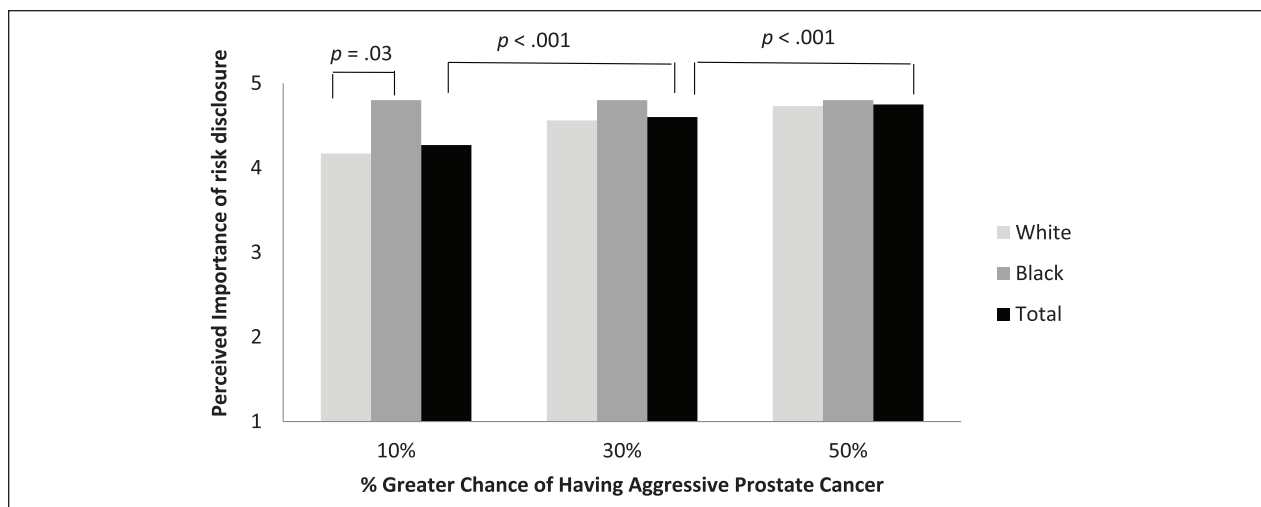 p < .001
p < .001
p = .03
Perceived Importance of risk disclosure
5
4
3
2
1
White
Black
Total
10%
30%
50%
% Greater Chance of Having Aggressive Prostate Cancer